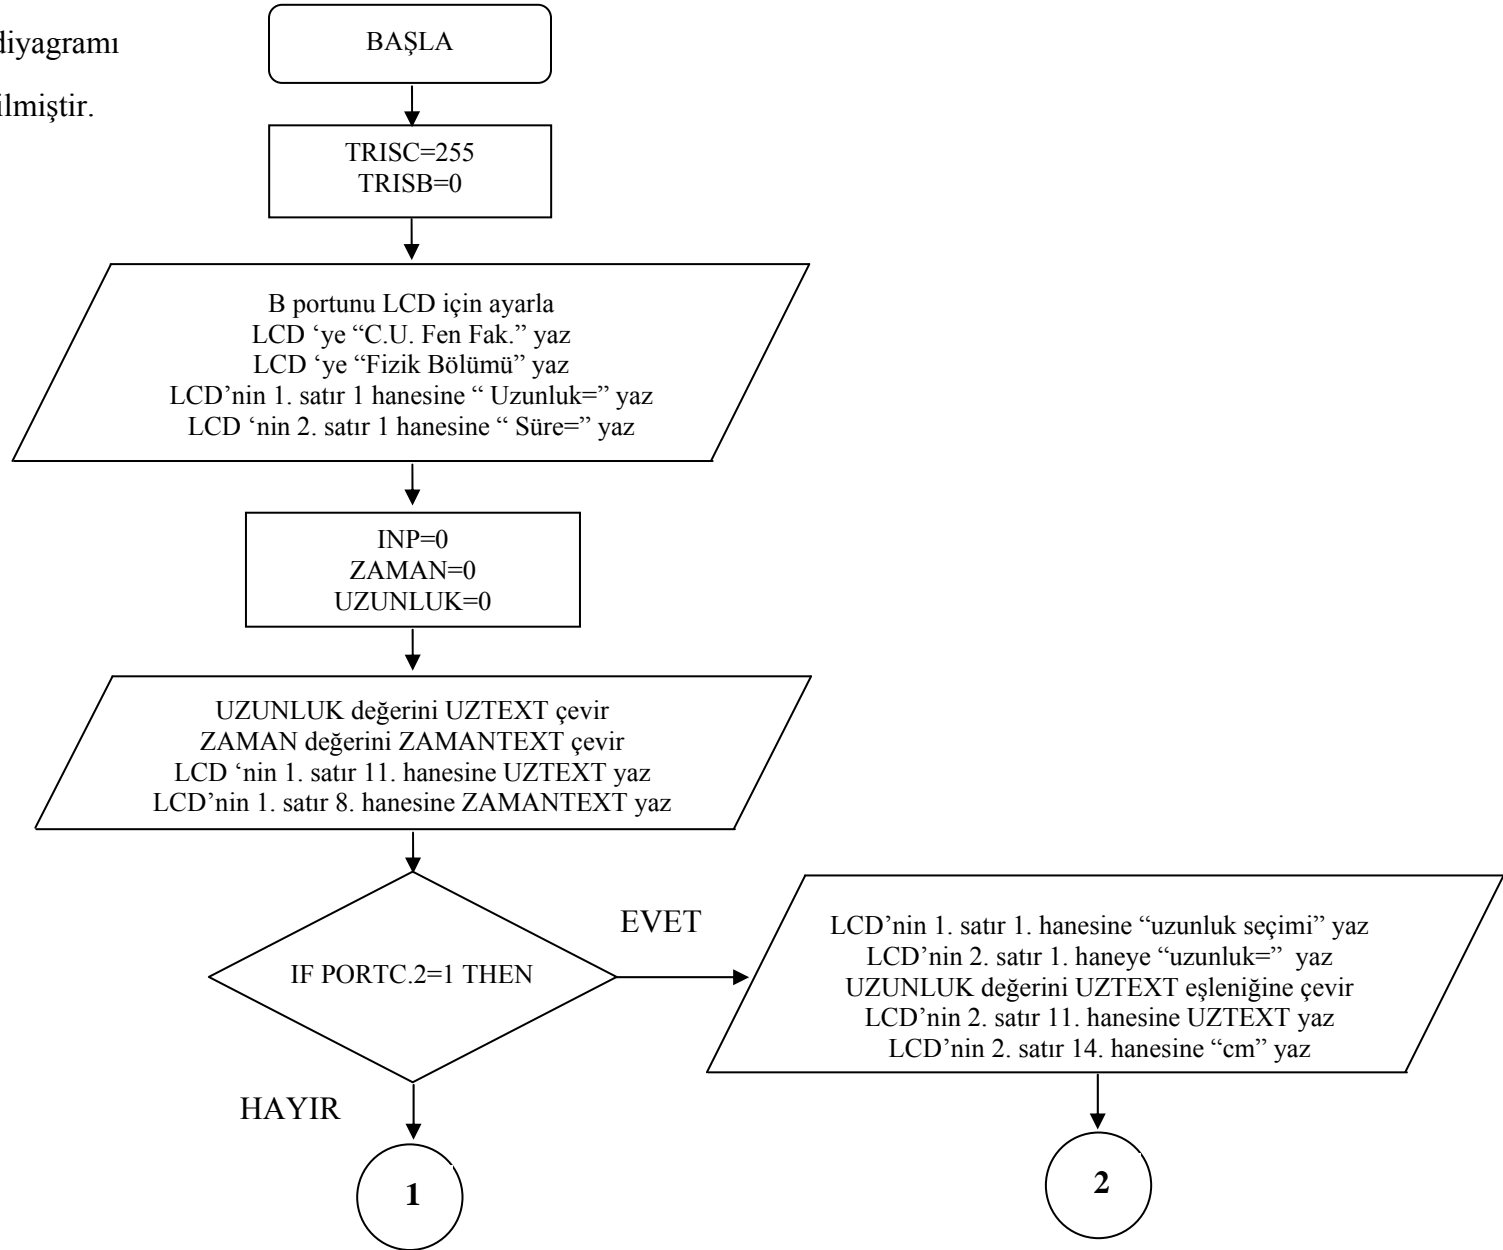 diyagramı
ilmiştir.
BAŞLA
TRISC=255
TRISB=0
B portunu LCD için ayarla
LCD ‘ye “C.U. Fen Fak.” yaz
LCD ‘ye “Fizik Bölümü” yaz
LCD’nin 1. satır 1 hanesine “ Uzunluk=” yaz
LCD ‘nin 2. satır 1 hanesine “ Süre=” yaz
INP=0
ZAMAN=0
UZUNLUK=0
UZUNLUK değerini UZTEXT çevir
ZAMAN değerini ZAMANTEXT çevir
LCD ‘nin 1. satır 11. hanesine UZTEXT yaz
LCD’nin 1. satır 8. hanesine ZAMANTEXT yaz
IF PORTC.2=1 THEN
EVET
LCD’nin 1. satır 1. hanesine “uzunluk seçimi” yaz
LCD’nin 2. satır 1. haneye “uzunluk=” yaz
UZUNLUK değerini UZTEXT eşleniğine çevir
LCD’nin 2. satır 11. hanesine UZTEXT yaz
LCD’nin 2. satır 14. hanesine “cm” yaz
HAYIR
1
2